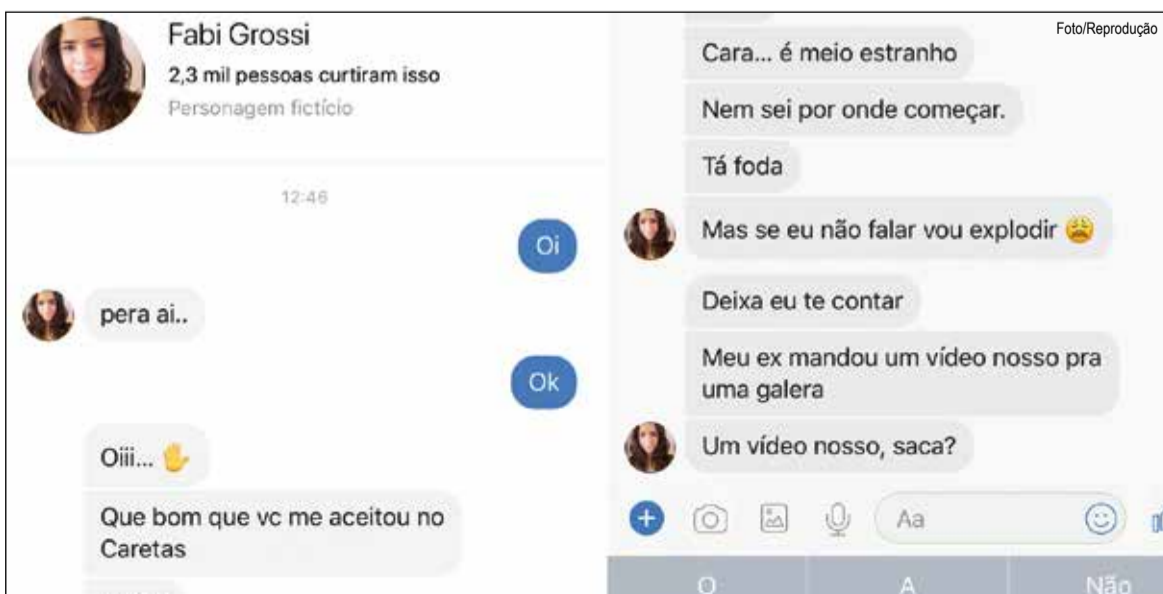 Fabi Grossi
2,3 mil pessoas curtiram isso
Personagem fictício
12:46
Oi
pera ai..
Ok
Oiii... 🖐
Que bom que vc me aceitou no
Caretas
Foto/Reprodução
Cara... é meio estranho
Nem sei por onde começar.
Tá foda
Mas se eu não falar vou explodir 😩
Deixa eu te contar
Meu ex mandou um vídeo nosso pra
uma galera
Um vídeo nosso, saca?
Aa
O
A
Não